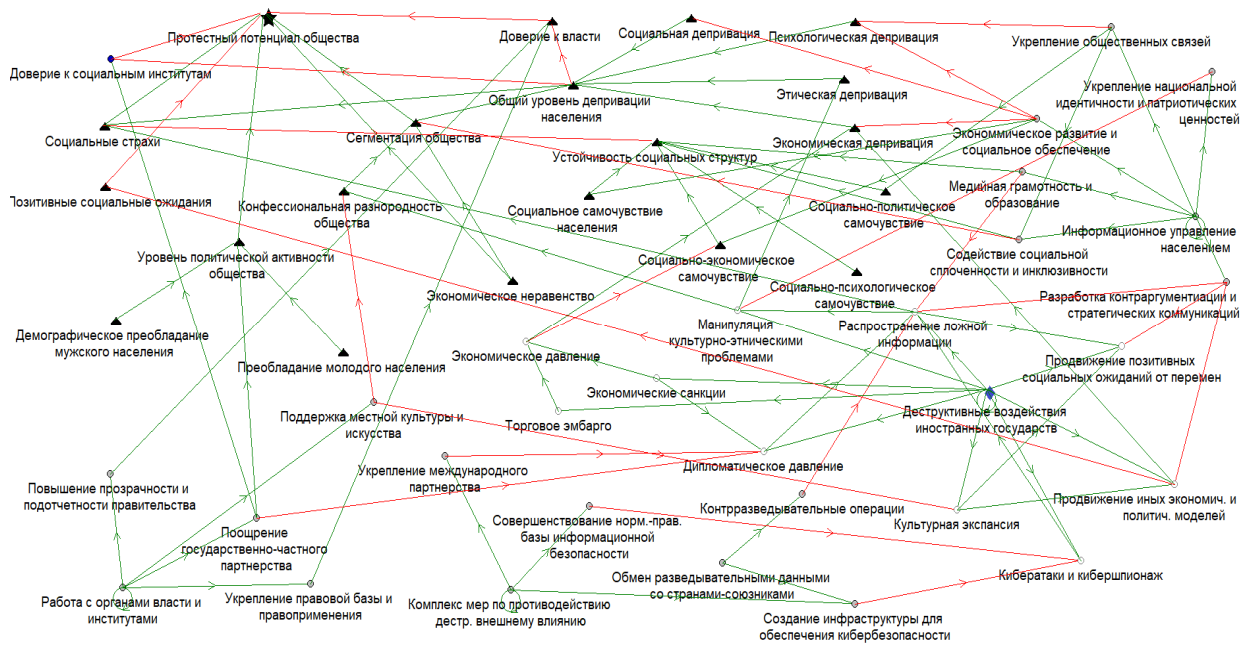 Протестный потенциал общества
Доверие к власти
Социальная депривация
Психологическая депривация
Укрепление общественных связей
Доверие к социальным институтам
Общий уровень депривации
населения
Этическая депривация
Укрепление национальной
идентичности и патриотических
ценностей
Социальные страхи
Сегментация общества
Устойчивость социальных структур
Экономическая депривация
Экономмическое развитие и
социальное обеспечение
Позитивные социальные ожидания
Конфессиональная разнородность
общества
Социальное самочувствие
населения
Социально-политическое
самочувствие
Медийная грамотность и
образование
Информационное управление
населением
Уровень политической активности
общества
Экономическое неравенство
Социально-экономическое
самочувствие
Социально-психологическое
самочувствие
Содействие социальной
сплоченности и инклюзивности
Разработка контраргументиации и
стратегических коммуникаций
Демографическое преобладание
мужского населения
Преобладание молодого населения
Экономическое давление
Манипуляция
культурно-этническими
проблемами
Распространение ложной
информации
Продвижение позитивных
социальных ожиданий от перемен
Экономические санкции
Торговое эмбарго
Деструктивные воздействия
иностранных государств
Поддержка местной культуры и
искусства
Укрепление международного
партнерства
Дипломатическое давление
Повышение прозрачности и
подотчетности правительства
Поощрение
государственно-частного
партнерства
Совершенствование норм.-прав.
базы информационной
безопасности
Контрразведывательные операции
Культурная экспансия
Продвижение иных экономич. и
политич. моделей
Работа с органами власти и
институтами
Укрепление правовой базы и
правоприменения
Комплекс мер по противодействию
дестр. внешнему влиянию
Обмен разведывательными данными
со странами-союзниками
Кибератаки и кибершпионаж
Создание инфраструктуры для
обеспечения кибербезопасности